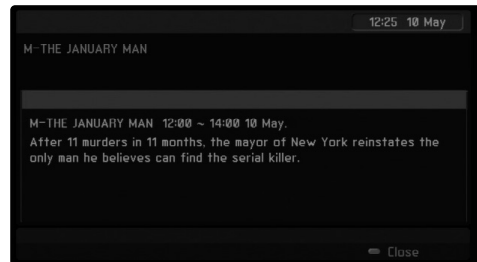 12:25 10 May
M-THE JANUARY MAN
M-THE JANUARY MAN 12:00 ~ 14:00 10 May.
After 11 murders in 11 months, the mayor of New York reinstates the
only man he believes can find the serial killer.
Close